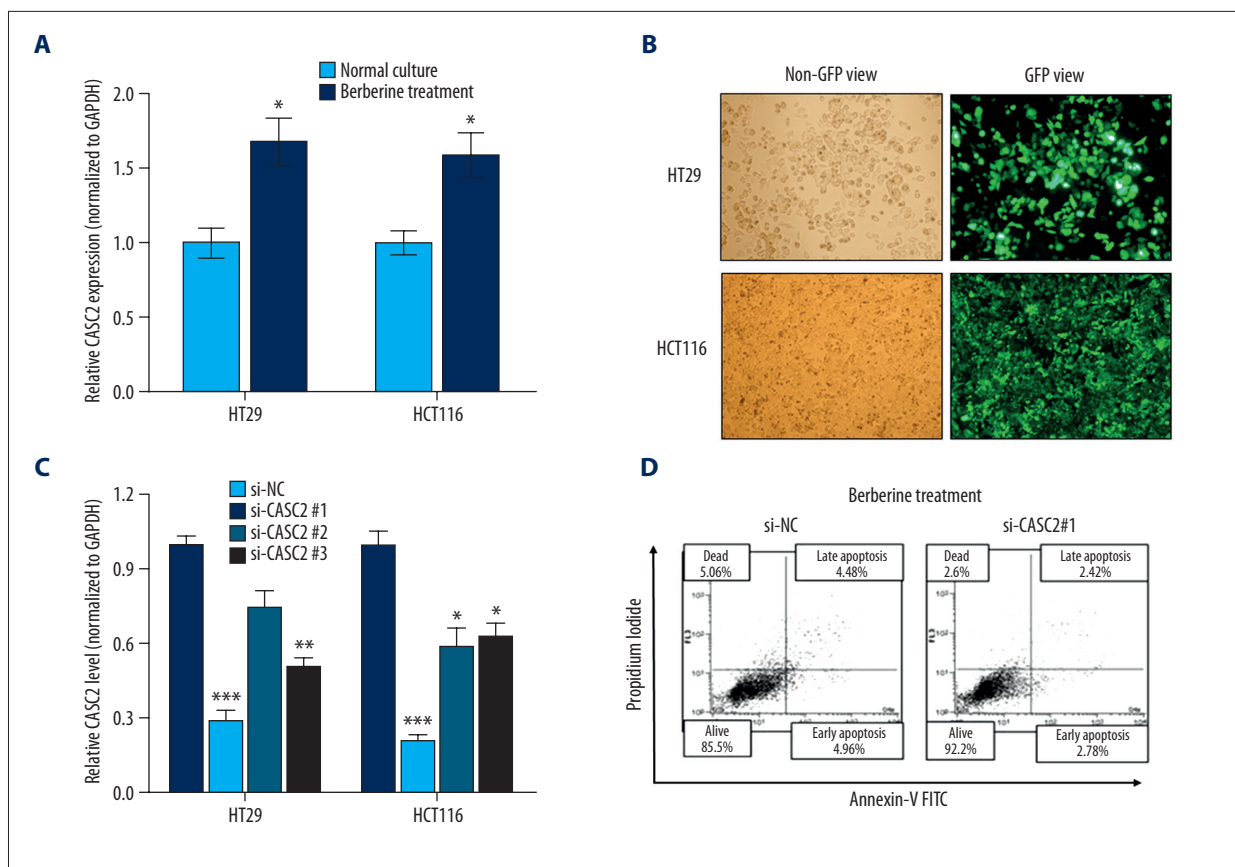 A
Normal culture
Berberine treatment
Relative CASC2 expression (normalized to GAPDH)
2.0
1.5
1.0
0.5
0.0
*
*
HT29
HCT116
B
Non-GFP view
GFP view
HT29
HCT116
C
si-NC
si-CASC2 #1
si-CASC2 #2
si-CASC2 #3
Relative CASC2 level (normalized to GAPDH)
1.2
0.9
0.6
0.3
0.0
***
**
***
*
*
HT29
HCT116
D
Berberine treatment
si-NC
si-CASC2#1
Propidium Iodide
Dead
5.06%
Late apoptosis
4.48%
Alive
85.5%
Early apoptosis
4.96%
Dead
2.6%
Late apoptosis
2.42%
Alive
92.2%
Early apoptosis
2.78%
Annexin-V FITC